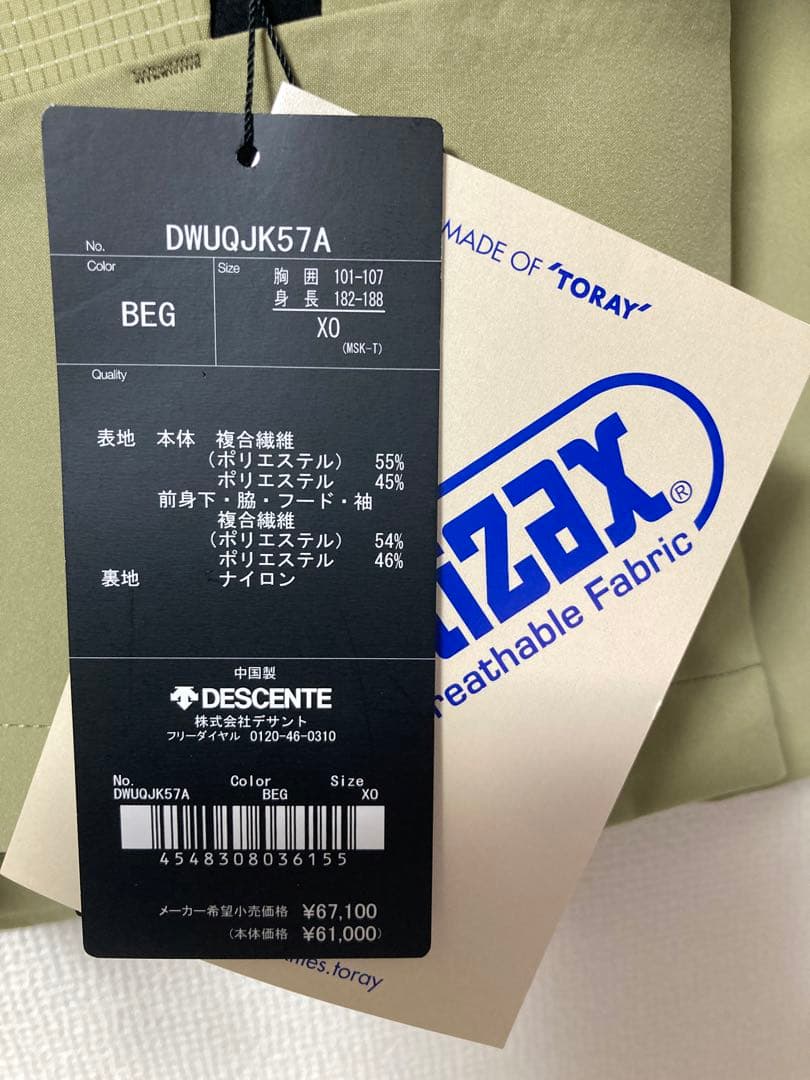 No. DWUQJK57A
Color
BEG
Size
胸 囲 101-107
身 長 182-188
XO
(MSK-T)
Quality
表地 本体 複合繊維
(ポリエステル) 55%
ポリエステル 45%
前身下・脇・フード・袖
複合繊維
(ポリエステル) 54%
ポリエステル 46%
裏地 ナイロン
中国製
DESCENTE
株式会社デサント
フリーダイヤル 0120-46-0310
No. Color Size
DWUQJK57A BEG XO
4548308036155
メーカー希望小売価格 ¥67,100
(本体価格 ¥61,000)
MADE OF "TORAY"
izax®
reathable Fabric
.toray